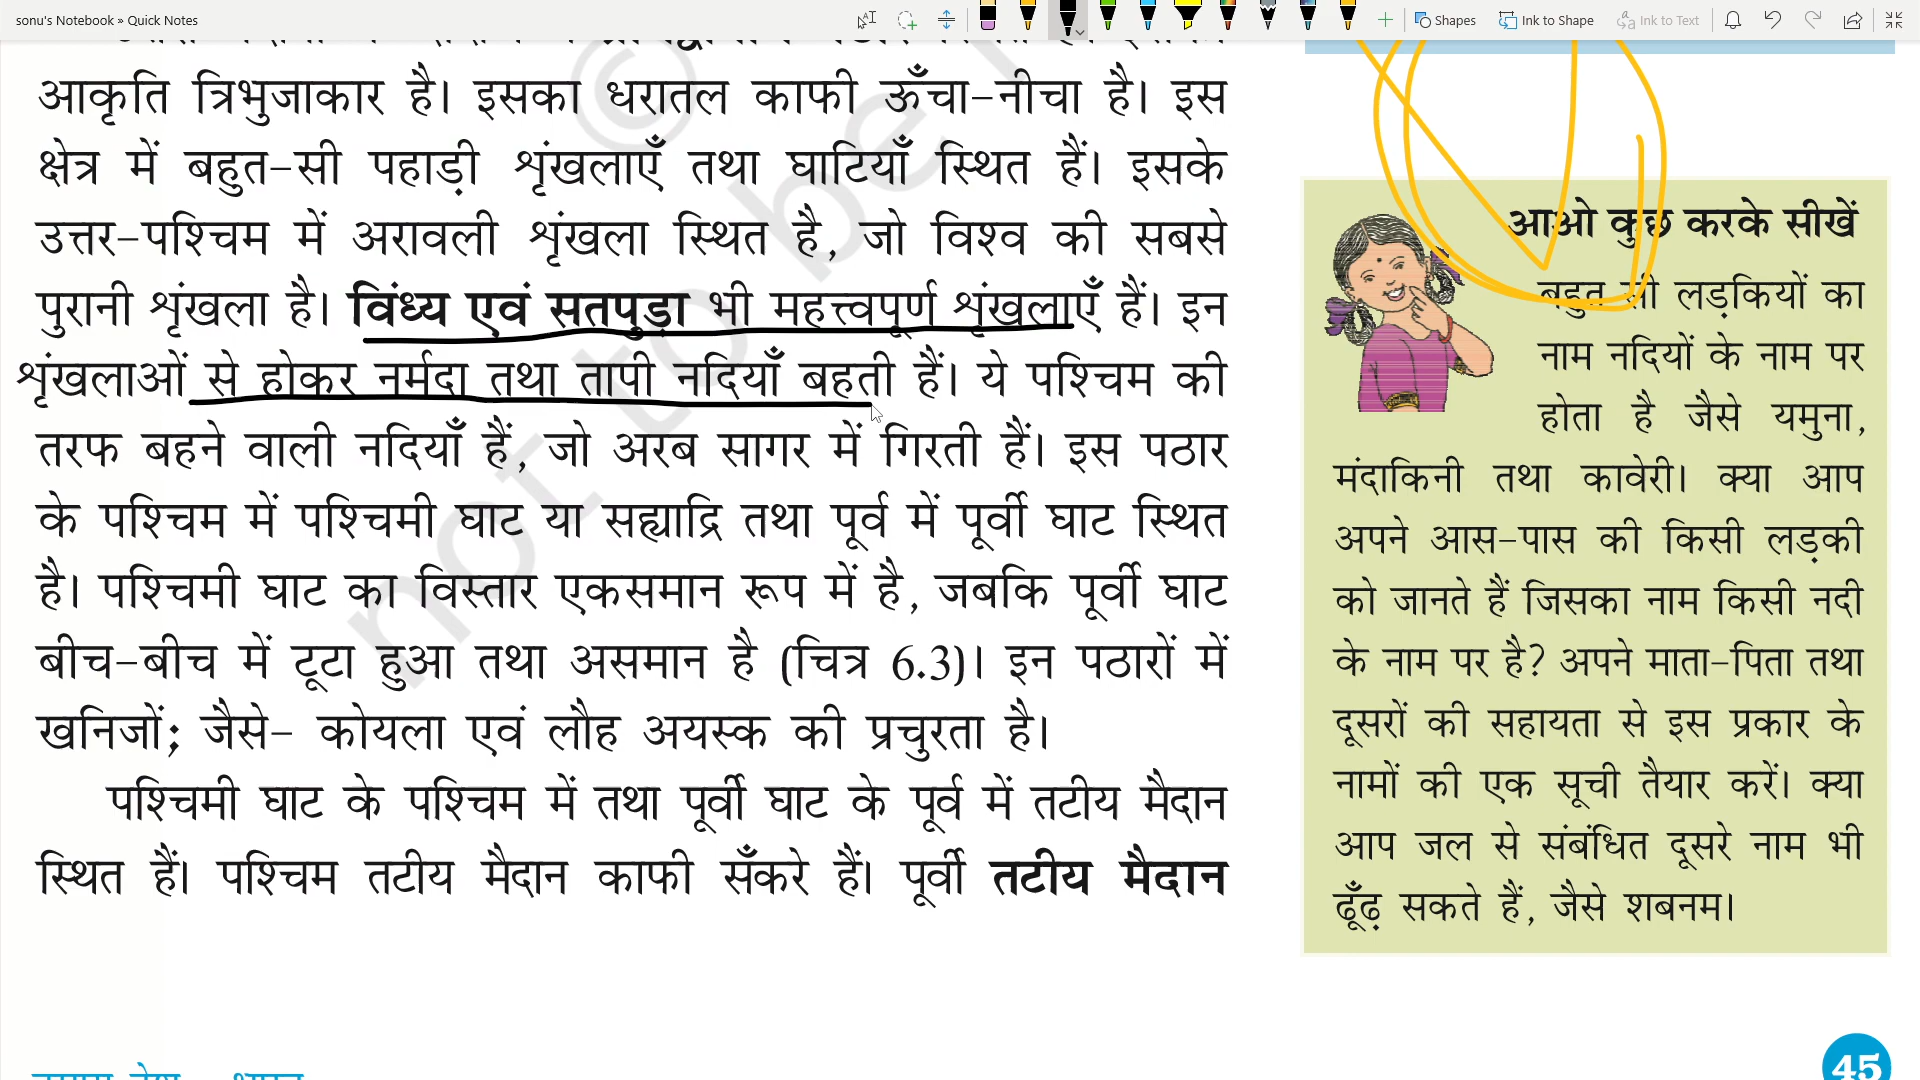 sonu's Notebook » Quick Notes
Shapes
Ink to Shape
Ink to Text
आकृति त्रिभुजाकार है। इसका धरातल काफी ऊँचा-नीचा है। इस
क्षेत्र में बहुत-सी पहाड़ी शृंखलाएँ तथा घाटियाँ स्थित हैं। इसके
उत्तर-पश्चिम में अरावली शृंखला स्थित है, जो विश्व की सबसे
पुरानी शृंखला है। विंध्य एवं सतपुड़ा भी महत्त्वपूर्ण शृंखलाएँ हैं। इन
शृंखलाओं से होकर नर्मदा तथा तापी नदियाँ बहती हैं। ये पश्चिम की
तरफ बहने वाली नदियाँ हैं, जो अरब सागर में गिरती हैं। इस पठार
के पश्चिम में पश्चिमी घाट या सह्याद्रि तथा पूर्व में पूर्वी घाट स्थित
है। पश्चिमी घाट का विस्तार एकसमान रूप में है, जबकि पूर्वी घाट
बीच-बीच में टूटा हुआ तथा असमान है (चित्र 6.3)। इन पठारों में
खनिजों; जैसे- कोयला एवं लौह अयस्क की प्रचुरता है।
पश्चिमी घाट के पश्चिम में तथा पूर्वी घाट के पूर्व में तटीय मैदान
स्थित हैं। पश्चिम तटीय मैदान काफी सँकरे हैं। पूर्वी तटीय मैदान
आओ कुछ करके सीखें
बहुत सी लड़कियों का
नाम नदियों के नाम पर
होता है जैसे यमुना,
मंदाकिनी तथा कावेरी। क्या आप
अपने आस-पास की किसी लड़की
को जानते हैं जिसका नाम किसी नदी
के नाम पर है? अपने माता-पिता तथा
दूसरों की सहायता से इस प्रकार के
नामों की एक सूची तैयार करें। क्या
आप जल से संबंधित दूसरे नाम भी
ढूँढ़ सकते हैं, जैसे शबनम।
45
not to be
©